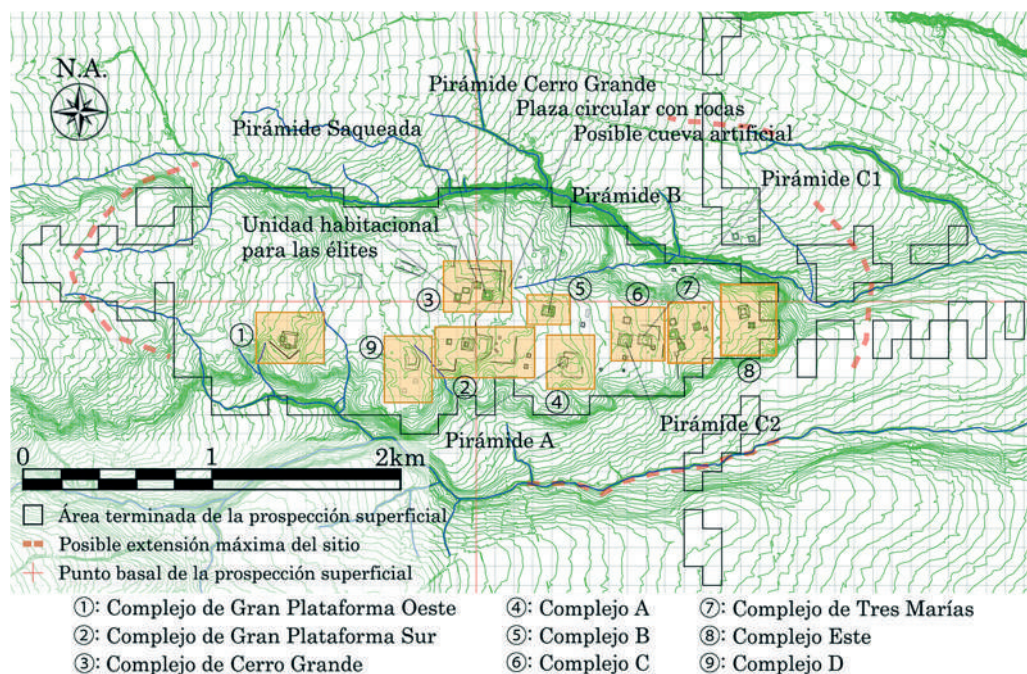 N.A.
Pirámide Cerro Grande
Plaza circular con rocas
Pirámide Saqueada
Posible cueva artificial
Pirámide B
Pirámide C1
Unidad habitacional
para las élites
③
⑤
⑥
⑦
①
⑨
②
④
⑧
Pirámide A
Pirámide C2
0 1 2km
Área terminada de la prospección superficial
Posible extensión máxima del sitio
Punto basal de la prospección superficial
①: Complejo de Gran Plataforma Oeste
②: Complejo de Gran Plataforma Sur
③: Complejo de Cerro Grande
④: Complejo A
⑤: Complejo B
⑥: Complejo C
⑦: Complejo de Tres Marías
⑧: Complejo Este
⑨: Complejo D